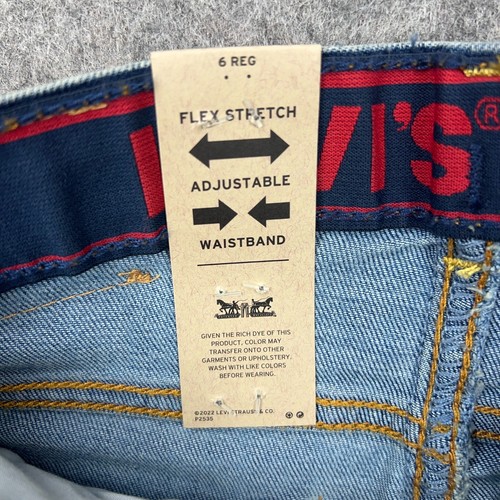 6 REG
FLEX STRETCH
ADJUSTABLE
WAISTBAND
GIVEN THE RICH DYE OF THIS
PRODUCT, COLOR MAY
TRANSFER ONTO OTHER
GARMENTS OR UPHOLSTERY.
WASH WITH LIKE COLORS
BEFORE WEARING.
©2022 LEVI STRAUSS & CO.
P2535
VI'S®